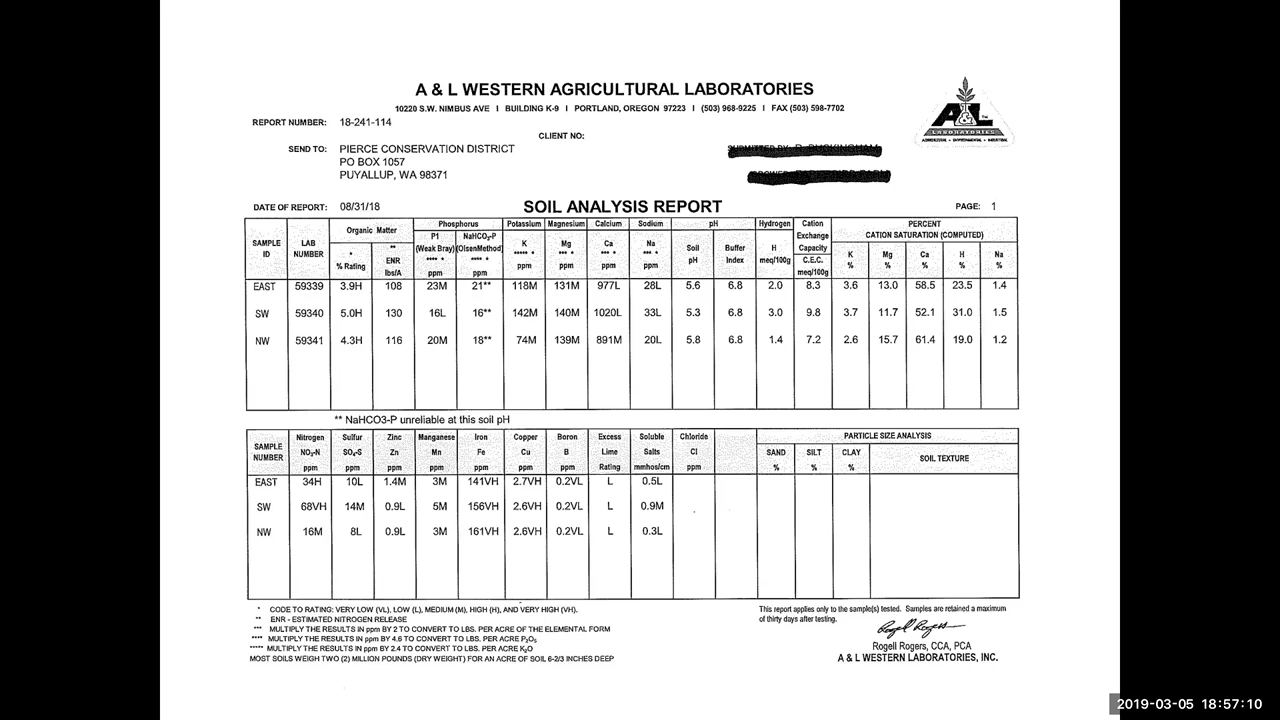 A & L WESTERN AGRICULTURAL LABORATORIES
10220 S.W. NIMBUS AVE I BUILDING K-9 I PORTLAND, OREGON 97223 I (503) 968-9225 I FAX (503) 598-7702
REPORT NUMBER: 18-241-114
CLIENT NO:
SEND TO: PIERCE CONSERVATION DISTRICT
PO BOX 1057
PUYALLUP, WA 98371
A&L
LABORATORIES
AGRICULTURAL • ENVIRONMENTAL • INDUSTRIAL
DATE OF REPORT: 08/31/18 SOIL ANALYSIS REPORT PAGE: 1
SAMPLE ID LAB NUMBER Organic Matter Phosphorus Potassium Magnesium Calcium Sodium pH Hydrogen Cation Exchange Capacity PERCENT CATION SATURATION (COMPUTED)
* % Rating ** ENR lbs/A P1 (Weak Bray) **** * ppm NaHCO3-P (OlsenMethod) **** * ppm K ***** * ppm Mg *** * ppm Ca *** * ppm Na *** * ppm Soil pH Buffer Index H meq/100g C.E.C. meq/100g K % Mg % Ca % H % Na %
EAST 59339 3.9H 108 23M 21** 118M 131M 977L 28L 5.6 6.8 2.0 8.3 3.6 13.0 58.5 23.5 1.4
SW 59340 5.0H 130 16L 16** 142M 140M 1020L 33L 5.3 6.8 3.0 9.8 3.7 11.7 52.1 31.0 1.5
NW 59341 4.3H 116 20M 18** 74M 139M 891M 20L 5.8 6.8 1.4 7.2 2.6 15.7 61.4 19.0 1.2
** NaHCO3-P unreliable at this soil pH
SAMPLE NUMBER Nitrogen NO3-N ppm Sulfur SO4-S ppm Zinc Zn ppm Manganese Mn ppm Iron Fe ppm Copper Cu ppm Boron B ppm Excess Lime Rating Soluble Salts mmhos/cm Chloride Cl ppm PARTICLE SIZE ANALYSIS
SAND % SILT % CLAY % SOIL TEXTURE
EAST 34H 10L 1.4M 3M 141VH 2.7VH 0.2VL L 0.5L
SW 68VH 14M 0.9L 5M 156VH 2.6VH 0.2VL L 0.9M
NW 16M 8L 0.9L 3M 161VH 2.6VH 0.2VL L 0.3L
* CODE TO RATING: VERY LOW (VL), LOW (L), MEDIUM (M), HIGH (H), AND VERY HIGH (VH).
** ENR - ESTIMATED NITROGEN RELEASE
*** MULTIPLY THE RESULTS IN ppm BY 2 TO CONVERT TO LBS. PER ACRE OF THE ELEMENTAL FORM
**** MULTIPLY THE RESULTS IN ppm BY 4.6 TO CONVERT TO LBS. PER ACRE P2O5
***** MULTIPLY THE RESULTS IN ppm BY 2.4 TO CONVERT TO LBS. PER ACRE K2O
MOST SOILS WEIGH TWO (2) MILLION POUNDS (DRY WEIGHT) FOR AN ACRE OF SOIL 6-2/3 INCHES DEEP
This report applies only to the sample(s) tested. Samples are retained a maximum
of thirty days after testing.
Rogell Rogers
Rogell Rogers, CCA, PCA
A & L WESTERN LABORATORIES, INC.
2019-03-05 18:57:10